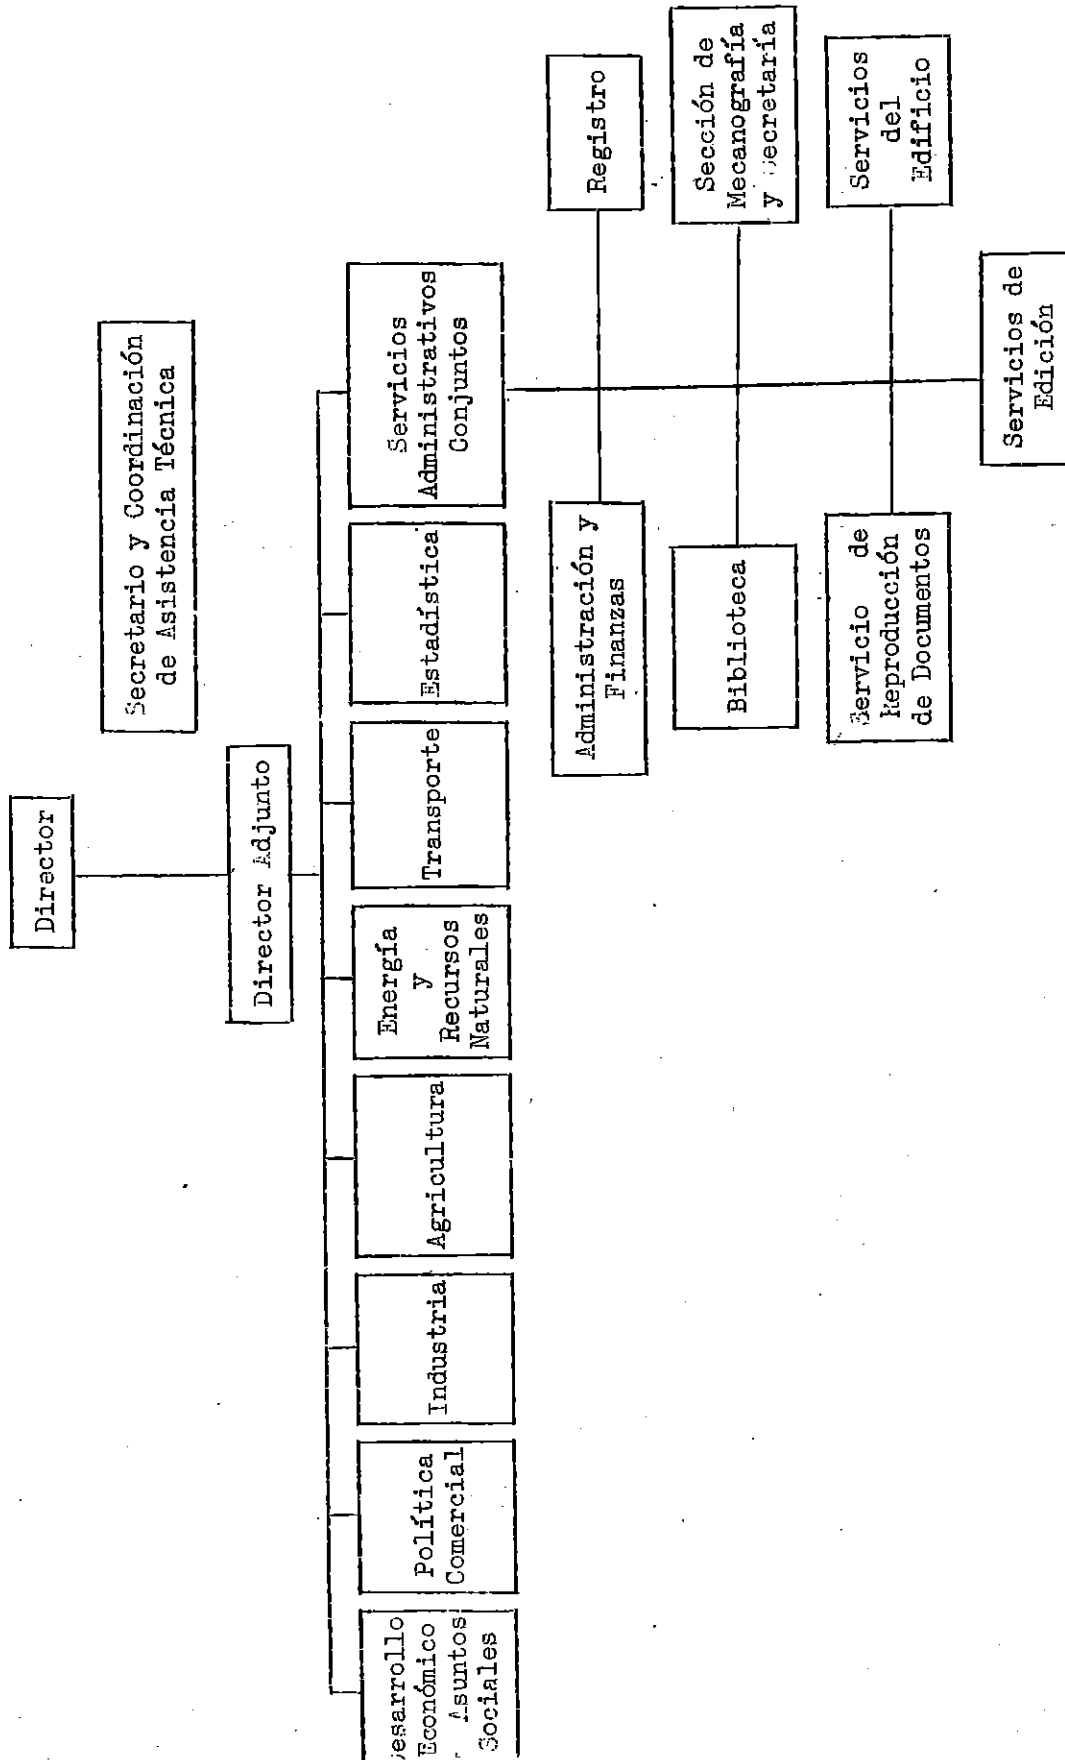 Director
Secretario y Coordinación
de Asistencia Técnica
Director Adjunto
Desarrollo
Económico
Asuntos
Sociales
Política
Comercial
Industria
Agricultura
Energía
y
Recursos
Naturales
Transporte
Estadística
Servicios
Administrativos
Conjuntos
Administración y
Finanzas
Registro
Biblioteca
Sección de
Mecanografía
y Secretaría
Servicio de
Reproducción
de Documentos
Servicios
del
Edificio
Servicios de
Edición